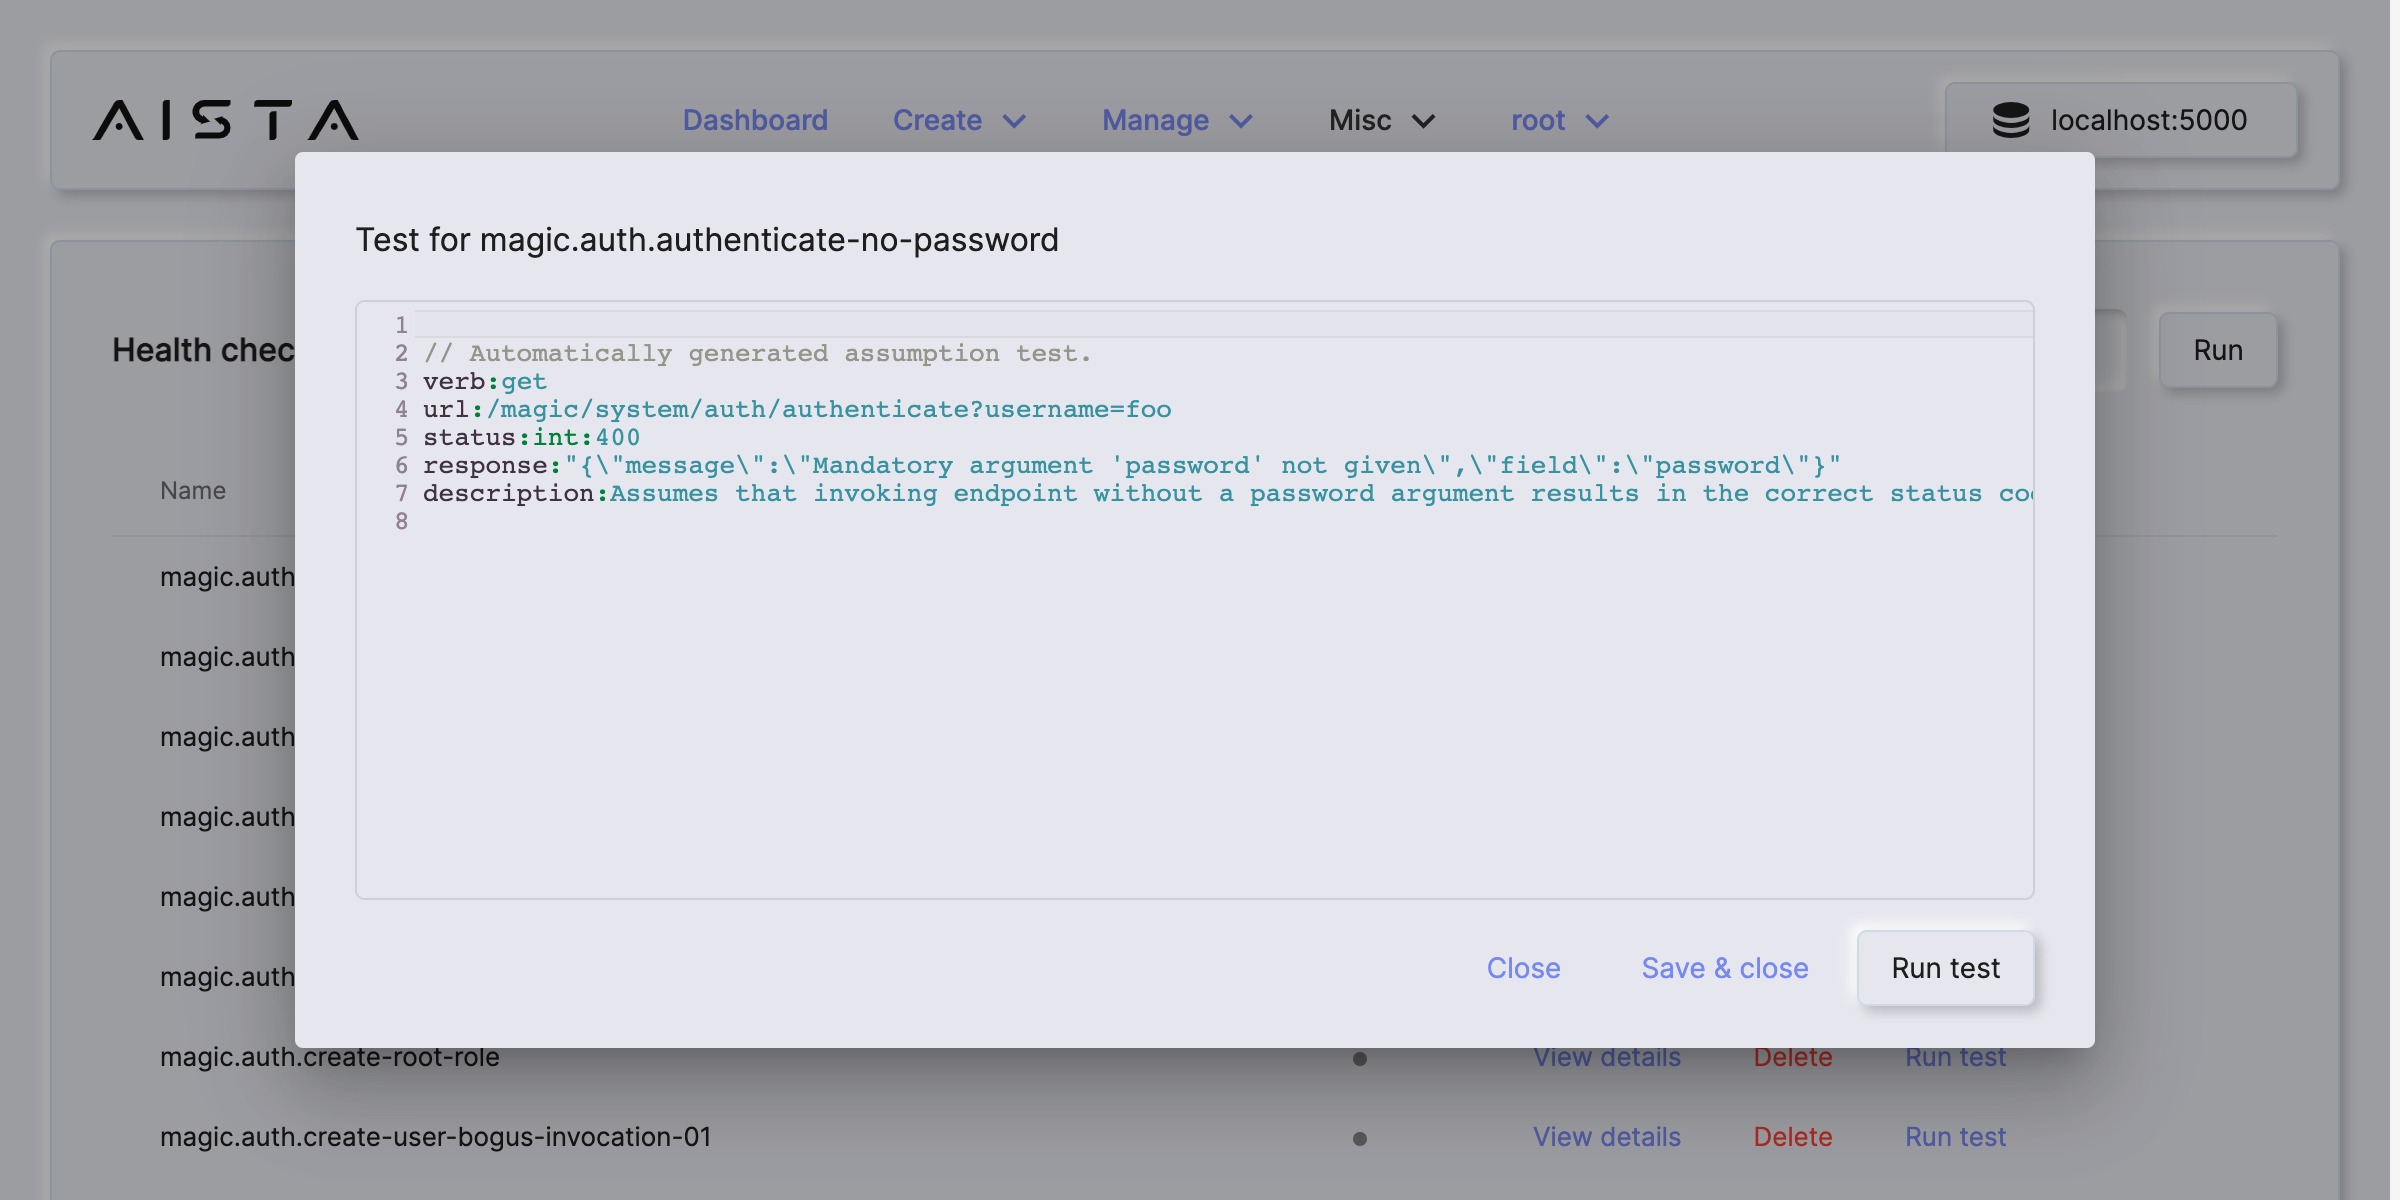 AISTA
Dashboard Create Manage Misc root localhost:5000
Test for magic.auth.authenticate-no-password
Health chec
Run
1
2 // Automatically generated assumption test.
3 verb:get
4 url:/magic/system/auth/authenticate?username=foo
5 status:int:400
6 response:"{\"message\":\"Mandatory argument 'password' not given\",\"field\":\"password\"}"
7 description:Assumes that invoking endpoint without a password argument results in the correct status co
8
Name
magic.auth
magic.auth
magic.auth
magic.auth
magic.auth
magic.auth
Close Save & close Run test
magic.auth.create-root-role View details Delete Run test
magic.auth.create-user-bogus-invocation-01 View details Delete Run test